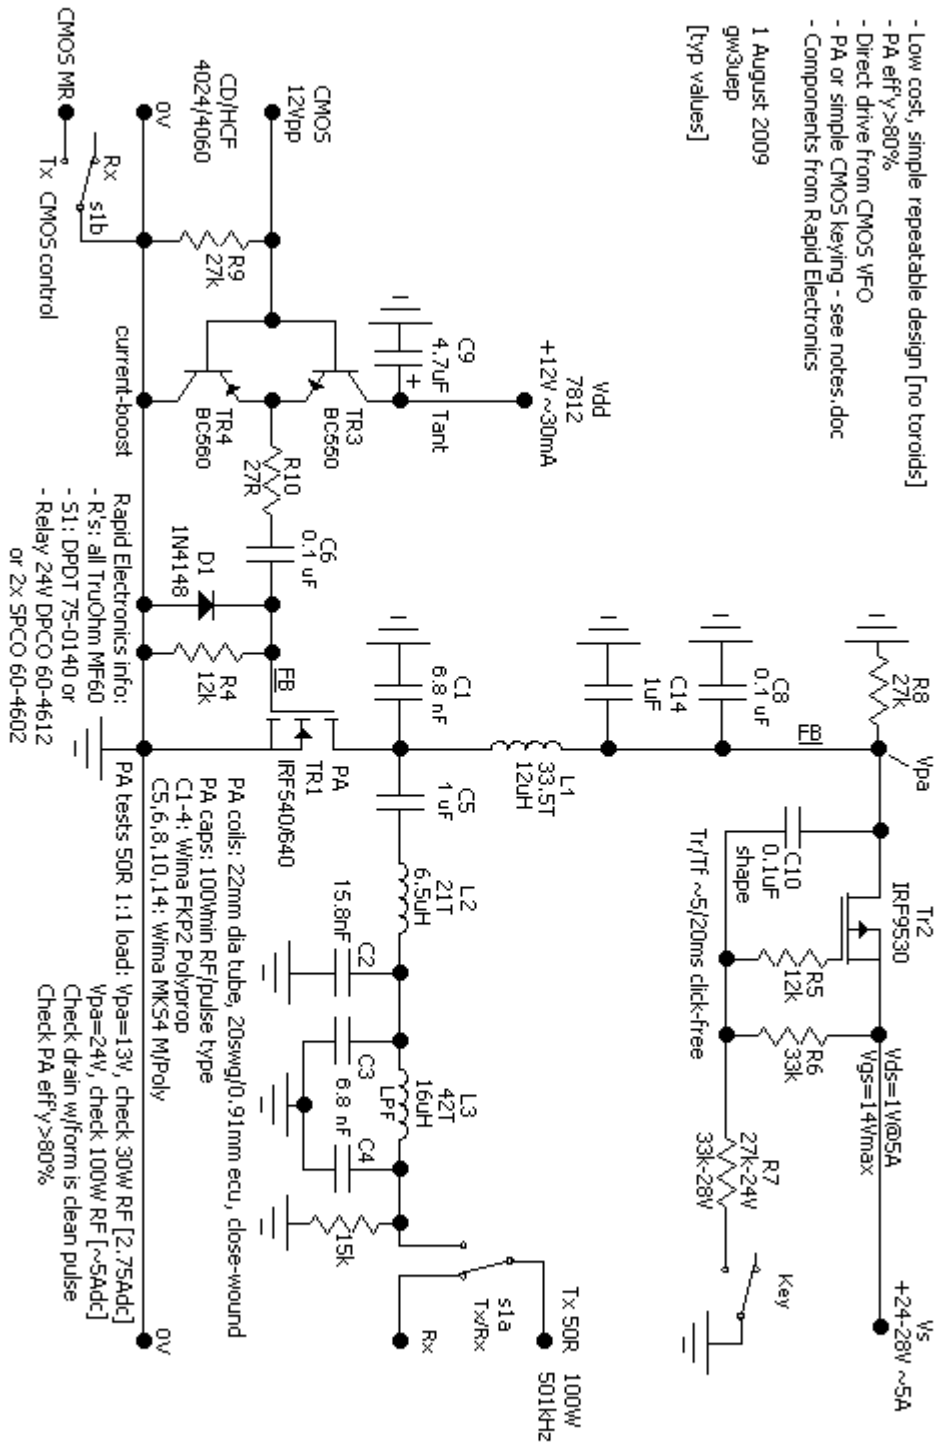 - Low cost, simple repeatable design [no toroids]
- PA eff'y>80%
- Direct drive from CMOS VFO
- PA or simple CMOS keying - see notes.doc
- Components from Rapid Electronics
1 August 2009
gw3uep
[typ values]
R8
27k
Vpa
FB
C8
0.1 uF
C14
1uF
L1
33.5T
12uH
Tr2
IRF9530
C10
0.1uF
shape
R5
12k
R6
33k
Vds=1V@5A
Vgs=14Vmax
Tr/Tf ~5/20ms click-free
R7
27k-24V
33k-28V
Key
Vs
+24-28V ~5A
Vdd
7812
+12V ~30mA
C9
4.7uF
+
Tant
CMOS
12Vpp
CD/HCF
4024/4060
0V
CMOS MR
Rx
s1b
Tx CMOS control
R9
27k
TR3
BC550
TR4
BC560
current-boost
R10
27R
C6
0.1 uF
D1
1N4148
R4
12k
FB
C1
6.8 nF
PA
TR1
IRF540/640
C5
1 uF
L2
21T
6.5uH
C2
15.8nF
C3
6.8 nF
C4
L3
42T
16uH
LPF
15k
s1a
Tx/Rx
Rx
Tx 50R
100W
501kHz
PA coils: 22mm dia tube, 20swg/0.91mm ecu, close-wound
PA caps: 100Vmin RF/pulse type
C1-4: Wima FKP2 Polyprop
C5,6,8,10,14: Wima MKS4 M/Poly
0V
Rapid Electronics info:
- R's: all TruOhm MF60
- S1: DPDT 75-0140 or
- Relay 24V DPCO 60-4612
or 2x SPCO 60-4602
PA tests 50R 1:1 load: Vpa=13V, check 30W RF [2.75Adc]
Vpa=24V, check 100W RF [~5Adc]
Check drain w/form is clean pulse
Check PA eff'y>80%